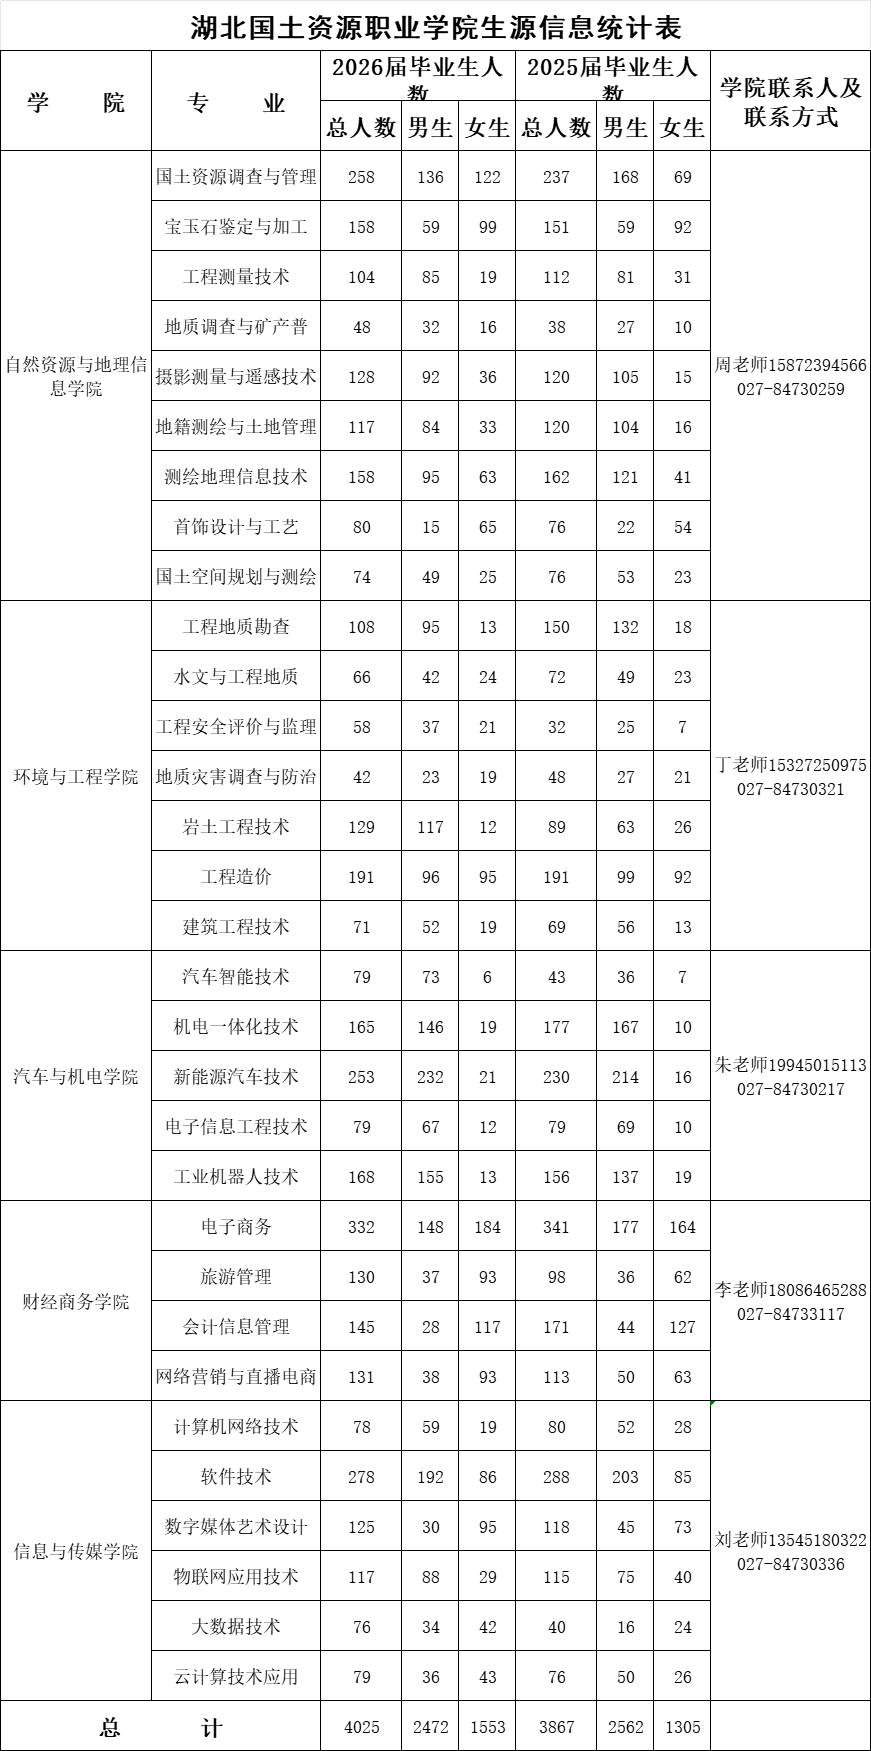 湖北国土资源职业学院生源信息统计表
学 院 专 业 2026届毕业生人数 2025届毕业生人数 学院联系人及联系方式
总人数 男生 女生 总人数 男生 女生
自然资源与地理信息学院
国土资源调查与管理 258 136 122 237 168 69
宝玉石鉴定与加工 158 59 99 151 59 92
工程测量技术 104 85 19 112 81 31
地质调查与矿产普 48 32 16 38 27 10
摄影测量与遥感技术 128 92 36 120 105 15
地籍测绘与土地管理 117 84 33 120 104 16
测绘地理信息技术 158 95 63 162 121 41
首饰设计与工艺 80 15 65 76 22 54
国土空间规划与测绘 74 49 25 76 53 23
周老师15872394566
027-84730259
环境与工程学院
工程地质勘查 108 95 13 150 132 18
水文与工程地质 66 42 24 72 49 23
工程安全评价与监理 58 37 21 32 25 7
地质灾害调查与防治 42 23 19 48 27 21
岩土工程技术 129 117 12 89 63 26
工程造价 191 96 95 191 99 92
建筑工程技术 71 52 19 69 56 13
丁老师15327250975
027-84730321
汽车与机电学院
汽车智能技术 79 73 6 43 36 7
机电一体化技术 165 146 19 177 167 10
新能源汽车技术 253 232 21 230 214 16
电子信息工程技术 79 67 12 79 69 10
工业机器人技术 168 155 13 156 137 19
朱老师19945015113
027-84730217
财经商务学院
电子商务 332 148 184 341 177 164
旅游管理 130 37 93 98 36 62
会计信息管理 145 28 117 171 44 127
网络营销与直播电商 131 38 93 113 50 63
李老师18086465288
027-84733117
信息与传媒学院
计算机网络技术 78 59 19 80 52 28
软件技术 278 192 86 288 203 85
数字媒体艺术设计 125 30 95 118 45 73
物联网应用技术 117 88 29 115 75 40
大数据技术 76 34 42 40 16 24
云计算技术应用 79 36 43 76 50 26
刘老师13545180322
027-84730336
总 计 4025 2472 1553 3867 2562 1305